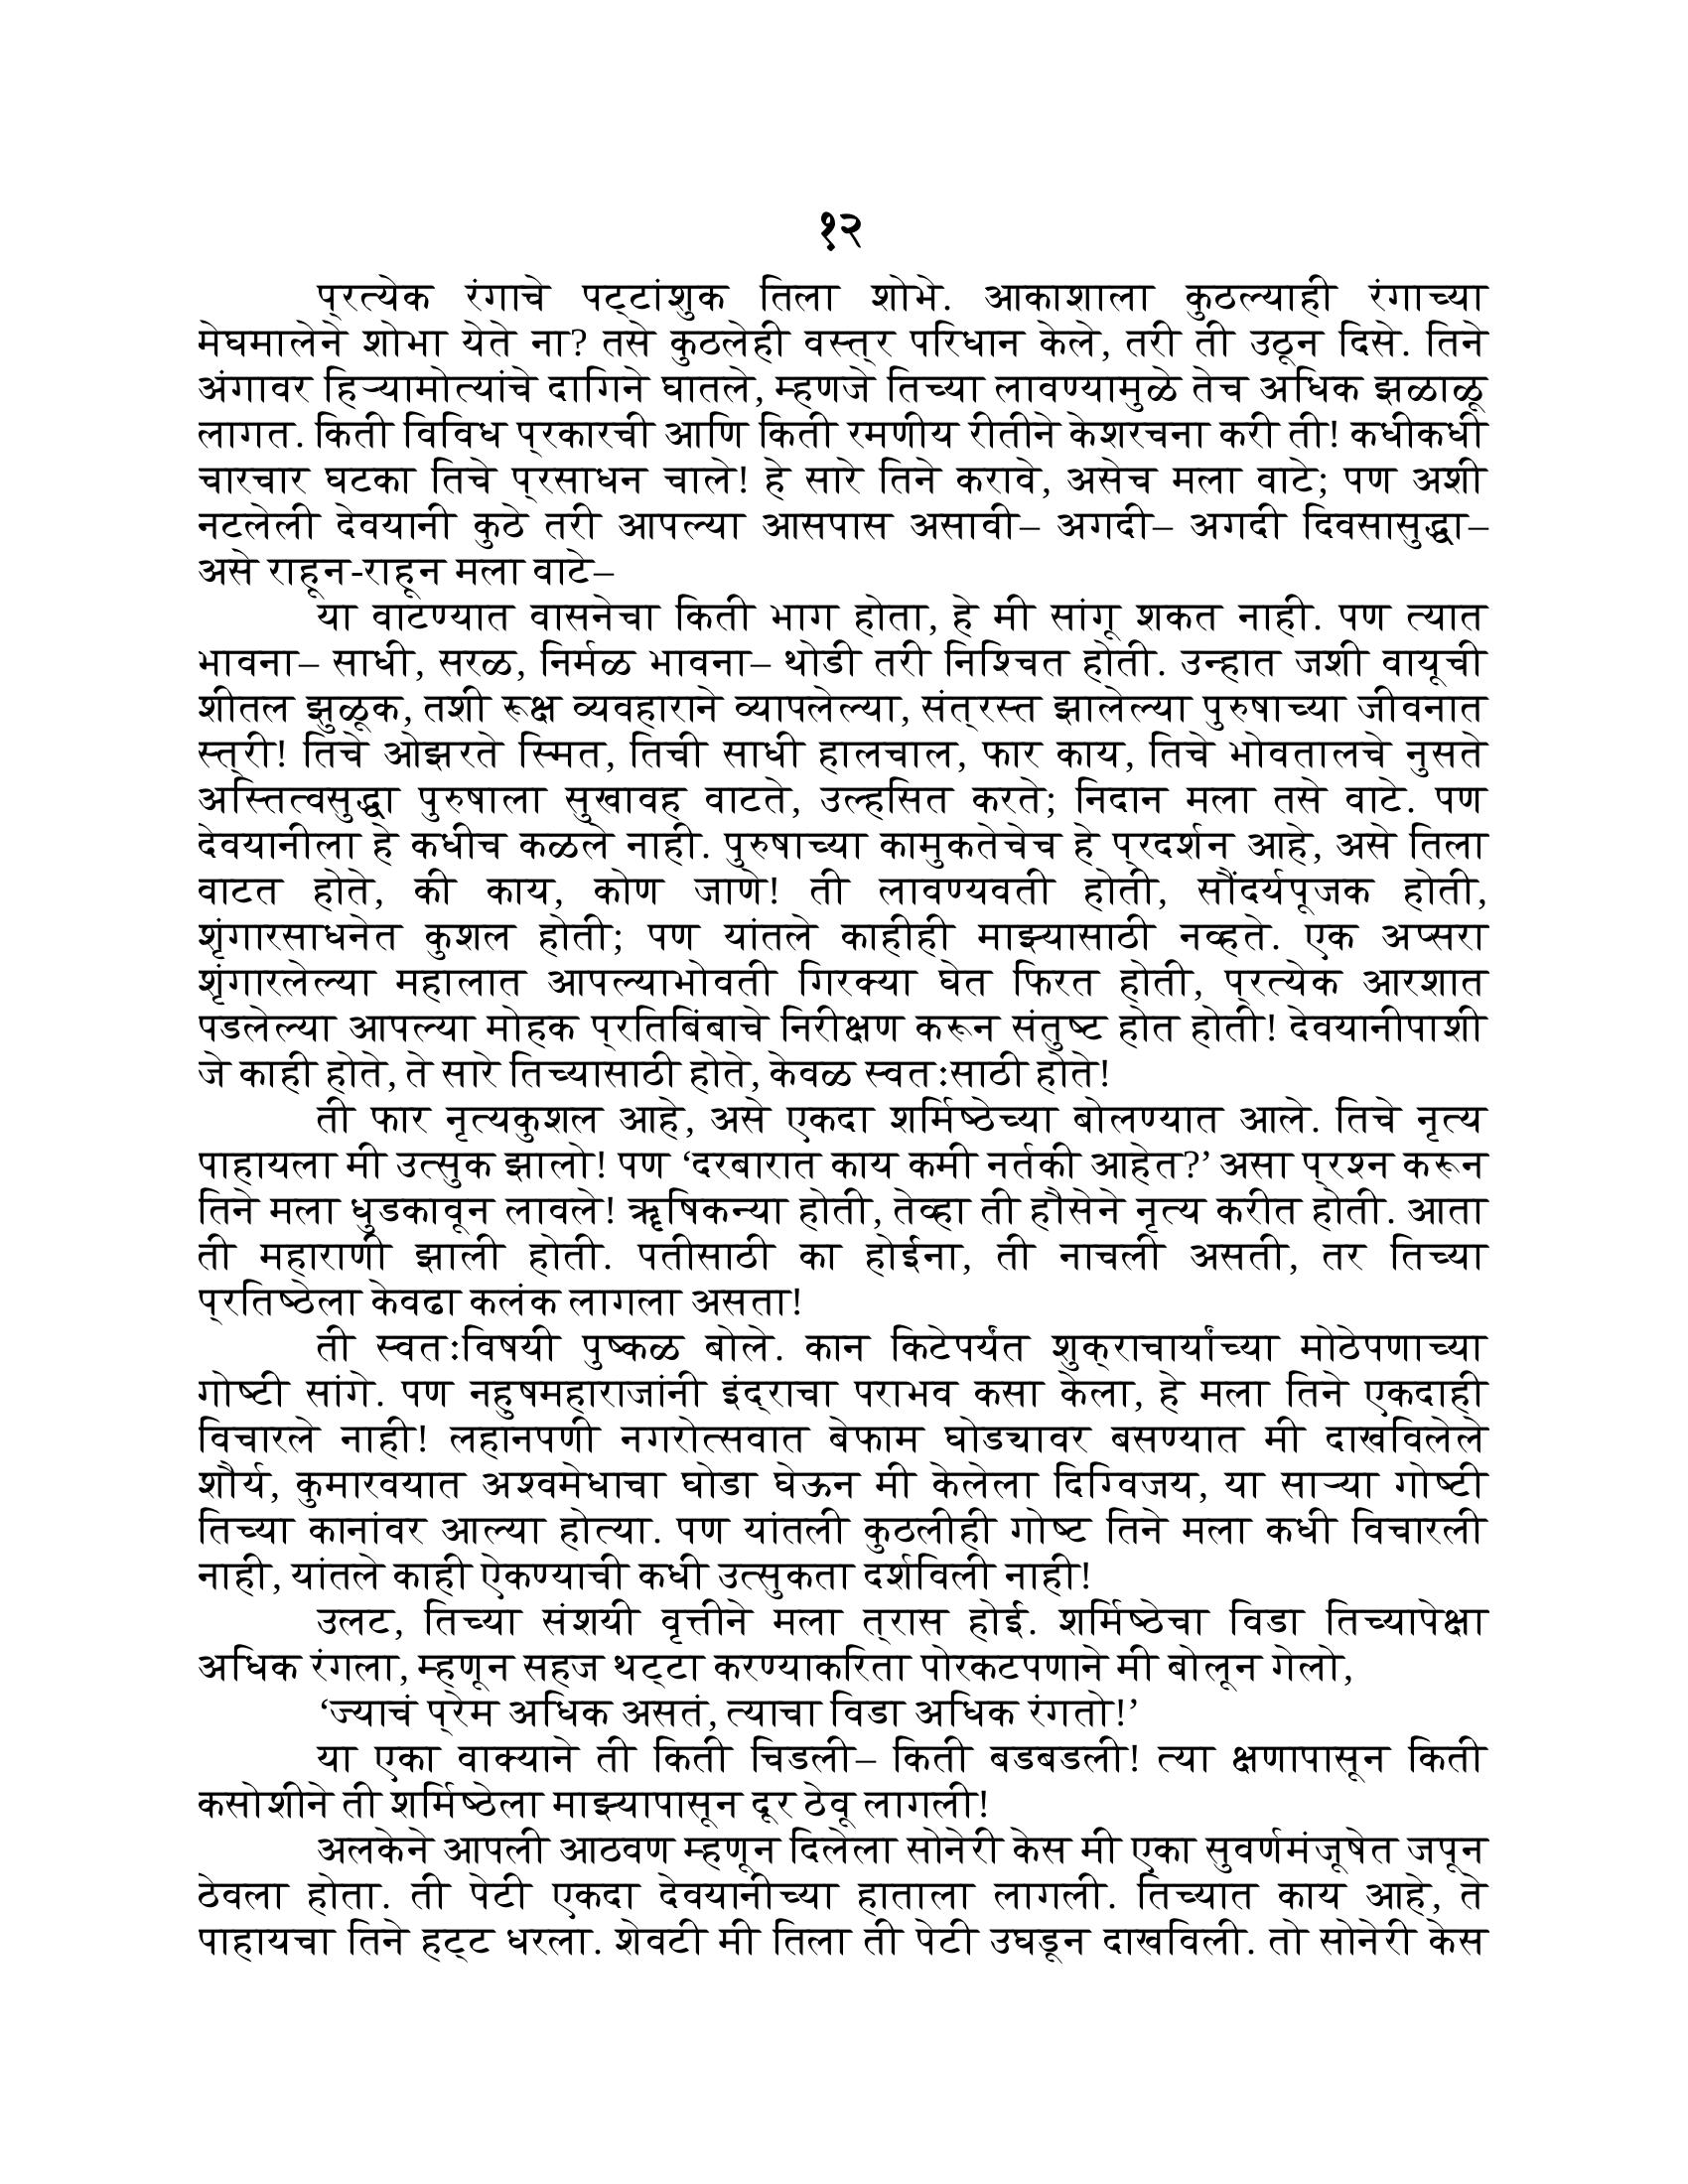 १२
प्रत्येक रंगाचे पट्टांशुक तिला शोभे. आकाशाला कुठल्याही रंगाच्या
मेघमालेने शोभा येते ना? तसे कुठलेही वस्त्र परिधान केले, तरी ती उठून दिसे. तिने
अंगावर हिऱ्यामोत्यांचे दागिने घातले, म्हणजे तिच्या लावण्यामुळे तेच अधिक झळाळू
लागत. किती विविध प्रकारची आणि किती रमणीय रीतीने केशरचना करी ती! कधीकधी
चारचार घटका तिचे प्रसाधन चाले! हे सारे तिने करावे, असेच मला वाटे; पण अशी
नटलेली देवयानी कुठे तरी आपल्या आसपास असावी– अगदी– अगदी दिवसासुद्धा–
असे राहून-राहून मला वाटे–
या वाटण्यात वासनेचा किती भाग होता, हे मी सांगू शकत नाही. पण त्यात
भावना– साधी, सरळ, निर्मळ भावना– थोडी तरी निश्चित होती. उन्हात जशी वायूची
शीतल झुळूक, तशी रूक्ष व्यवहाराने व्यापलेल्या, संत्रस्त झालेल्या पुरुषाच्या जीवनात
स्त्री! तिचे ओझरते स्मित, तिची साधी हालचाल, फार काय, तिचे भोवतालचे नुसते
अस्तित्वसुद्धा पुरुषाला सुखावह वाटते, उल्हसित करते; निदान मला तसे वाटे. पण
देवयानीला हे कधीच कळले नाही. पुरुषाच्या कामुकतेचेच हे प्रदर्शन आहे, असे तिला
वाटत होते, की काय, कोण जाणे! ती लावण्यवती होती, सौंदर्यपूजक होती,
शृंगारसाधनेत कुशल होती; पण यांतले काहीही माझ्यासाठी नव्हते. एक अप्सरा
शृंगारलेल्या महालात आपल्याभोवती गिरक्या घेत फिरत होती, प्रत्येक आरशात
पडलेल्या आपल्या मोहक प्रतिबिंबाचे निरीक्षण करून संतुष्ट होत होती! देवयानीपाशी
जे काही होते, ते सारे तिच्यासाठी होते, केवळ स्वतःसाठी होते!
ती फार नृत्यकुशल आहे, असे एकदा शर्मिष्ठेच्या बोलण्यात आले. तिचे नृत्य
पाहायला मी उत्सुक झालो! पण ‘दरबारात काय कमी नर्तकी आहेत?’ असा प्रश्न करून
तिने मला धुडकावून लावले! ॠषिकन्या होती, तेव्हा ती हौसेने नृत्य करीत होती. आता
ती महाराणी झाली होती. पतीसाठी का होईना, ती नाचली असती, तर तिच्या
प्रतिष्ठेला केवढा कलंक लागला असता!
ती स्वतःविषयी पुष्कळ बोले. कान किटेपर्यंत शुक्राचार्यांच्या मोठेपणाच्या
गोष्टी सांगे. पण नहुषमहाराजांनी इंद्राचा पराभव कसा केला, हे मला तिने एकदाही
विचारले नाही! लहानपणी नगरोत्सवात बेफाम घोड्यावर बसण्यात मी दाखविलेले
शौर्य, कुमारवयात अश्वमेधाचा घोडा घेऊन मी केलेला दिग्विजय, या साऱ्या गोष्टी
तिच्या कानांवर आल्या होत्या. पण यांतली कुठलीही गोष्ट तिने मला कधी विचारली
नाही, यांतले काही ऐकण्याची कधी उत्सुकता दर्शविली नाही!
उलट, तिच्या संशयी वृत्तीने मला त्रास होई. शर्मिष्ठेचा विडा तिच्यापेक्षा
अधिक रंगला, म्हणून सहज थट्टा करण्याकरिता पोरकटपणाने मी बोलून गेलो,
‘ज्याचं प्रेम अधिक असतं, त्याचा विडा अधिक रंगतो!’
या एका वाक्याने ती किती चिडली– किती बडबडली! त्या क्षणापासून किती
कसोशीने ती शर्मिष्ठेला माझ्यापासून दूर ठेवू लागली!
अलकेने आपली आठवण म्हणून दिलेला सोनेरी केस मी एका सुवर्णमंजूषेत जपून
ठेवला होता. ती पेटी एकदा देवयानीच्या हाताला लागली. तिच्यात काय आहे, ते
पाहायचा तिने हट्ट धरला. शेवटी मी तिला ती पेटी उघडून दाखविली. तो सोनेरी केस